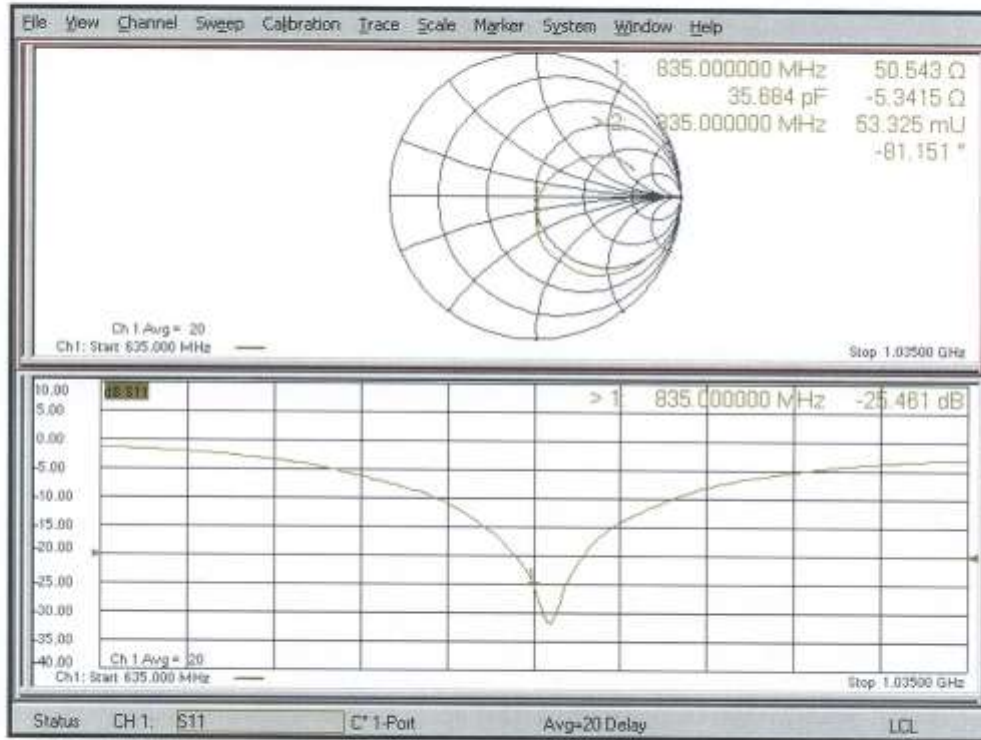 File View Channel Sweep Calibration Trace Scale Marker System Window Help
1: 835.000000 MHz 50.543 Ω
35.684 pF -5.3415 Ω
> 2: 835.000000 MHz 53.325 mU
-81.151 °
Ch 1 Avg = 20
Ch1: Start 635.000 MHz
Stop 1.03500 GHz
10.00
dB S11
> 1: 835.000000 MHz -25.461 dB
5.00
0.00
-5.00
-10.00
-15.00
-20.00
-25.00
-30.00
-35.00
-40.00
Ch 1 Avg = 20
Ch1: Start 635.000 MHz
Stop 1.03500 GHz
Status CH 1: S11 C* 1-Port Avg=20 Delay LCL